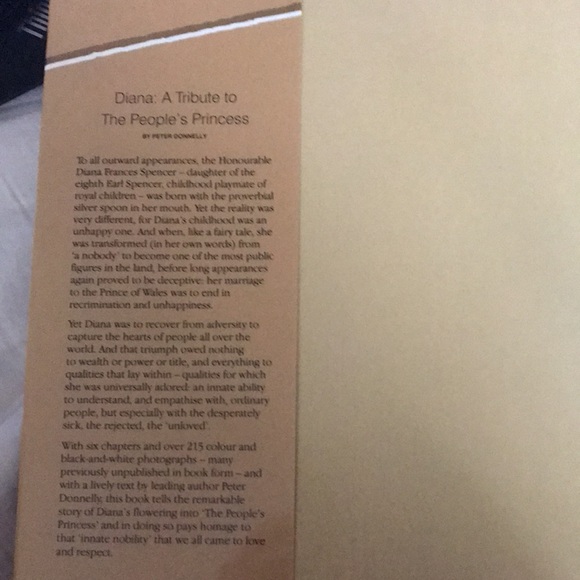 Diana: A Tribute to
The People's Princess
BY PETER DONNELLY
To all outward appearances, the Honourable
Diana Frances Spencer – daughter of the
eighth Earl Spencer, childhood playmate of
royal children – was born with the proverbial
silver spoon in her mouth. Yet the reality was
very different, for Diana's childhood was an
unhappy one. And when, like a fairy tale, she
was transformed (in her own words) from
'a nobody' to become one of the most public
figures in the land, before long appearances
again proved to be deceptive: her marriage
to the Prince of Wales was to end in
recrimination and unhappiness.
Yet Diana was to recover from adversity to
capture the hearts of people all over the
world. And that triumph owed nothing
to wealth or power or title, and everything to
qualities that lay within – qualities for which
she was universally adored: an innate ability
to understand, and empathise with, ordinary
people, but especially with the desperately
sick, the rejected, the 'unloved'.
With six chapters and over 215 colour and
black-and-white photographs – many
previously unpublished in book form – and
with a lively text by leading author Peter
Donnelly, this book tells the remarkable
story of Diana's flowering into 'The People's
Princess' and in doing so pays homage to
that 'innate nobility' that we all came to love
and respect.